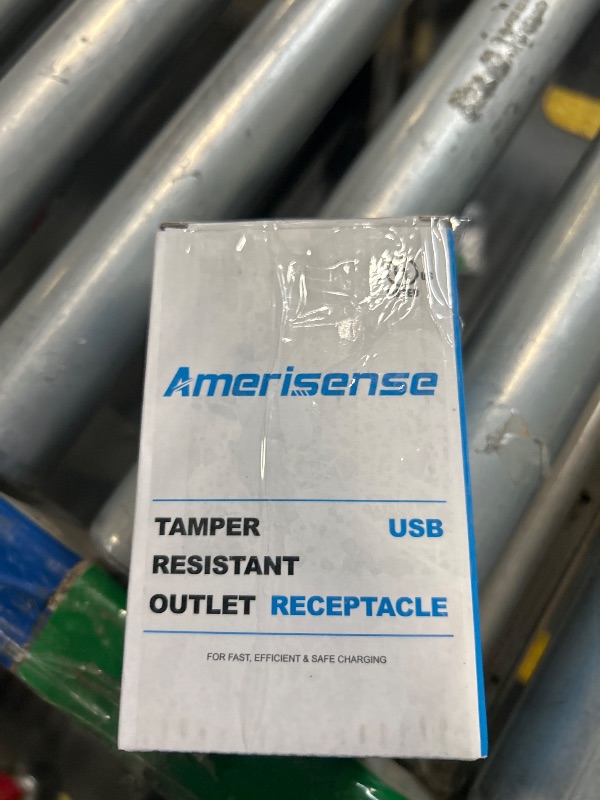 Amerisense
TAMPER USB
RESISTANT
OUTLET RECEPTACLE
FOR FAST, EFFICIENT & SAFE CHARGING